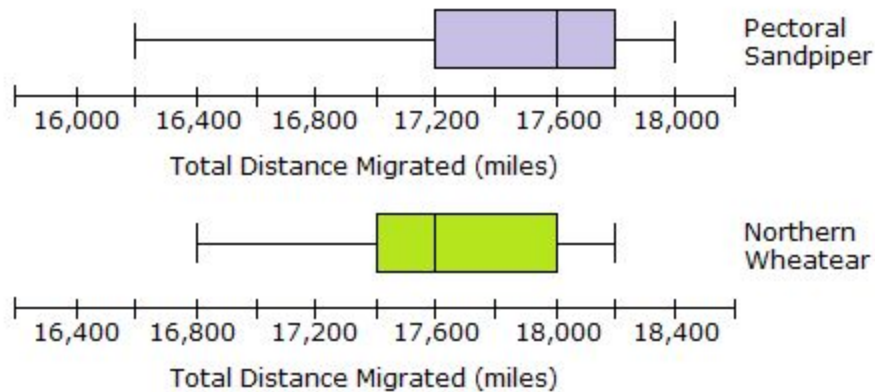 Pectoral
Sandpiper
16,000 16,400 16,800 17,200 17,600 18,000
Total Distance Migrated (miles)
Northern
Wheatear
16,400 16,800 17,200 17,600 18,000 18,400
Total Distance Migrated (miles)